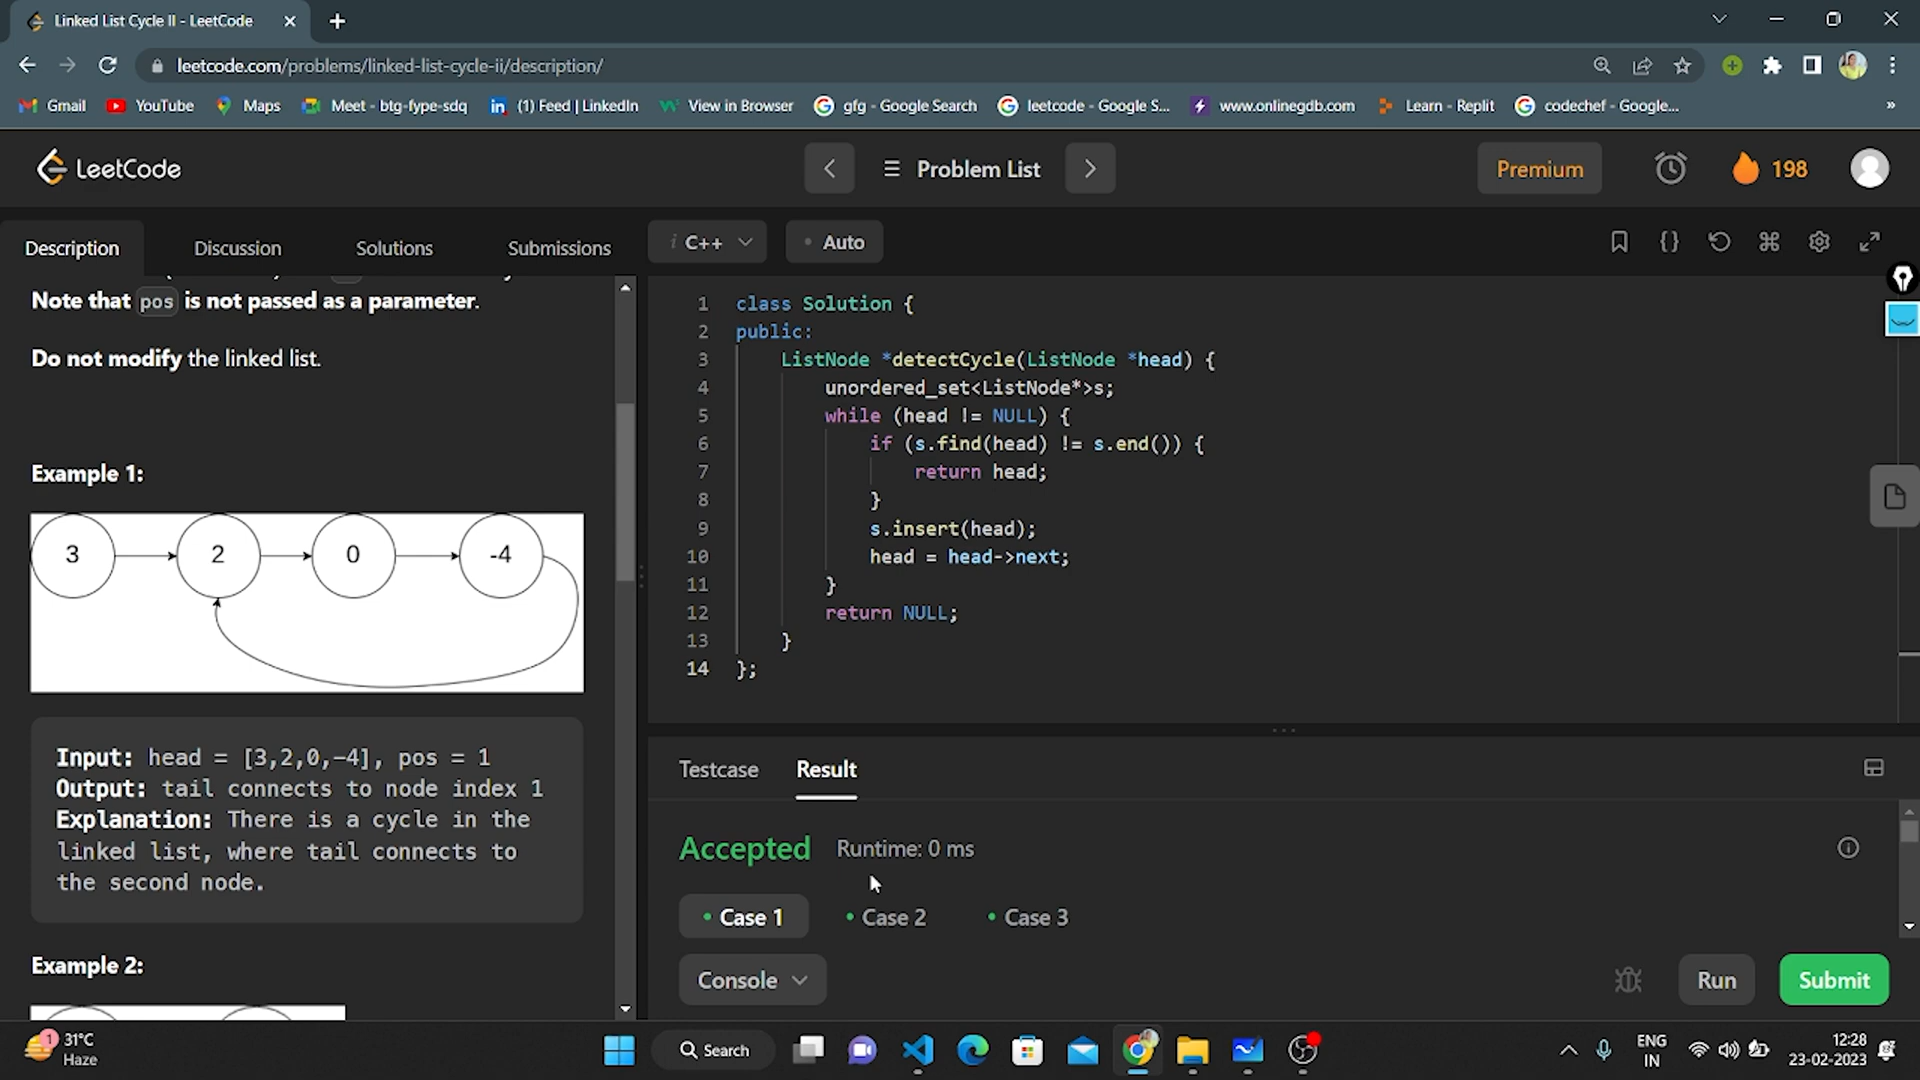 Linked List Cycle II - LeetCode
leetcode.com/problems/linked-list-cycle-ii/description/
Gmail YouTube Maps Meet - btg-fype-sdq (1) Feed | LinkedIn View in Browser gfg - Google Search leetcode - Google S... www.onlinegdb.com Learn - Replit codechef - Google... »
LeetCode Problem List Premium 198
Description Discussion Solutions Submissions
i C++ • Auto
Note that pos is not passed as a parameter.
Do not modify the linked list.
Example 1:
3 2 0 -4
Input: head = [3,2,0,-4], pos = 1
Output: tail connects to node index 1
Explanation: There is a cycle in the
linked list, where tail connects to
the second node.
Example 2:
1 class Solution {
2 public:
3 ListNode *detectCycle(ListNode *head) {
4 unordered_set<ListNode*>s;
5 while (head != NULL) {
6 if (s.find(head) != s.end()) {
7 return head;
8 }
9 s.insert(head);
10 head = head->next;
11 }
12 return NULL;
13 }
14 };
Testcase Result
Accepted Runtime: 0 ms
• Case 1 • Case 2 • Case 3
Console Run Submit
1 31°C
Haze
Search
ENG
IN
12:28
23-02-2023